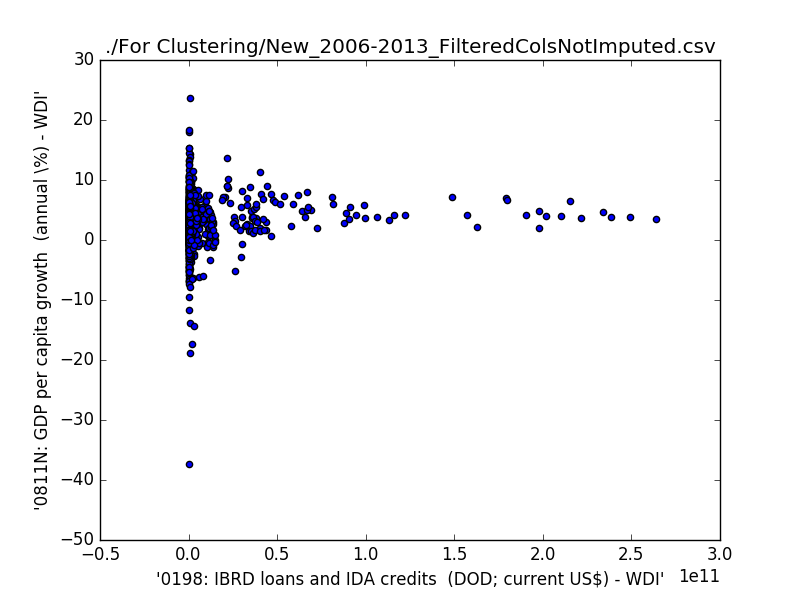 ./For Clustering/New_2006-2013_FilteredColsNotImputed.csv
30
20
10
0
−10
−20
−30
−40
−50
'0811N: GDP per capita growth  (annual \%) - WDI'
−0.5 0.0 0.5 1.0 1.5 2.0 2.5 3.0
1e11
'0198: IBRD loans and IDA credits  (DOD; current US$) - WDI'